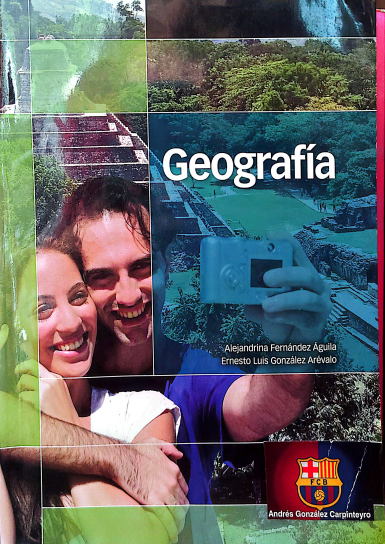 Geografía
Alejandrina Fernández Águila
Ernesto Luis González Arévalo
FCB
Andrés González Carpinteyro